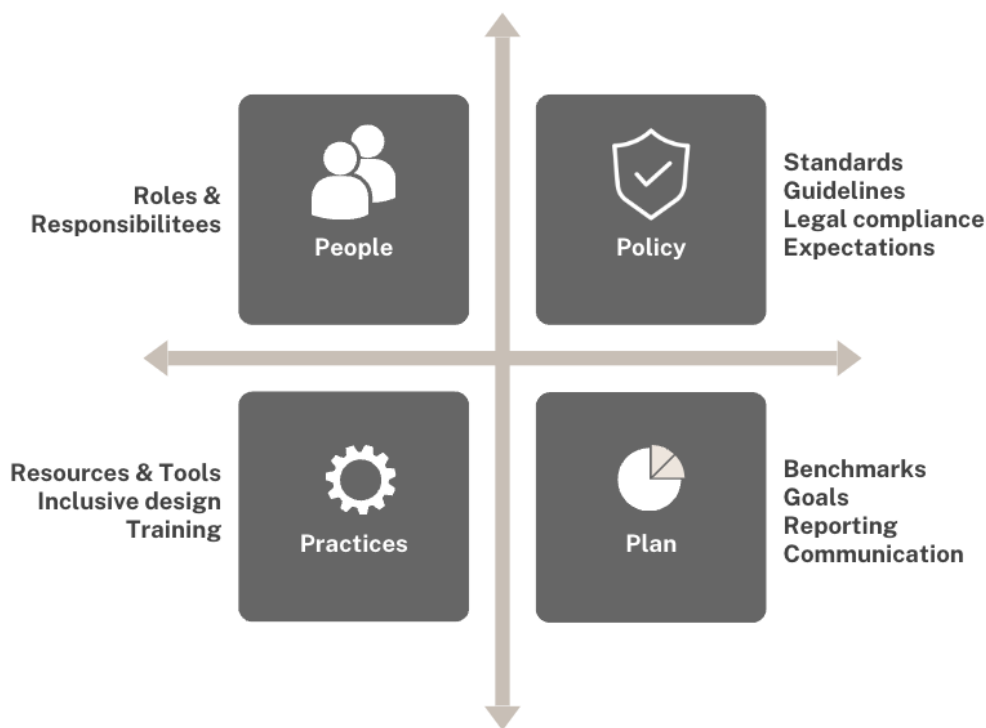 Roles &
Responsibilitees
People
Policy
Standards
Guidelines
Legal compliance
Expectations
Resources & Tools
Inclusive design
Training
Practices
Plan
Benchmarks
Goals
Reporting
Communication